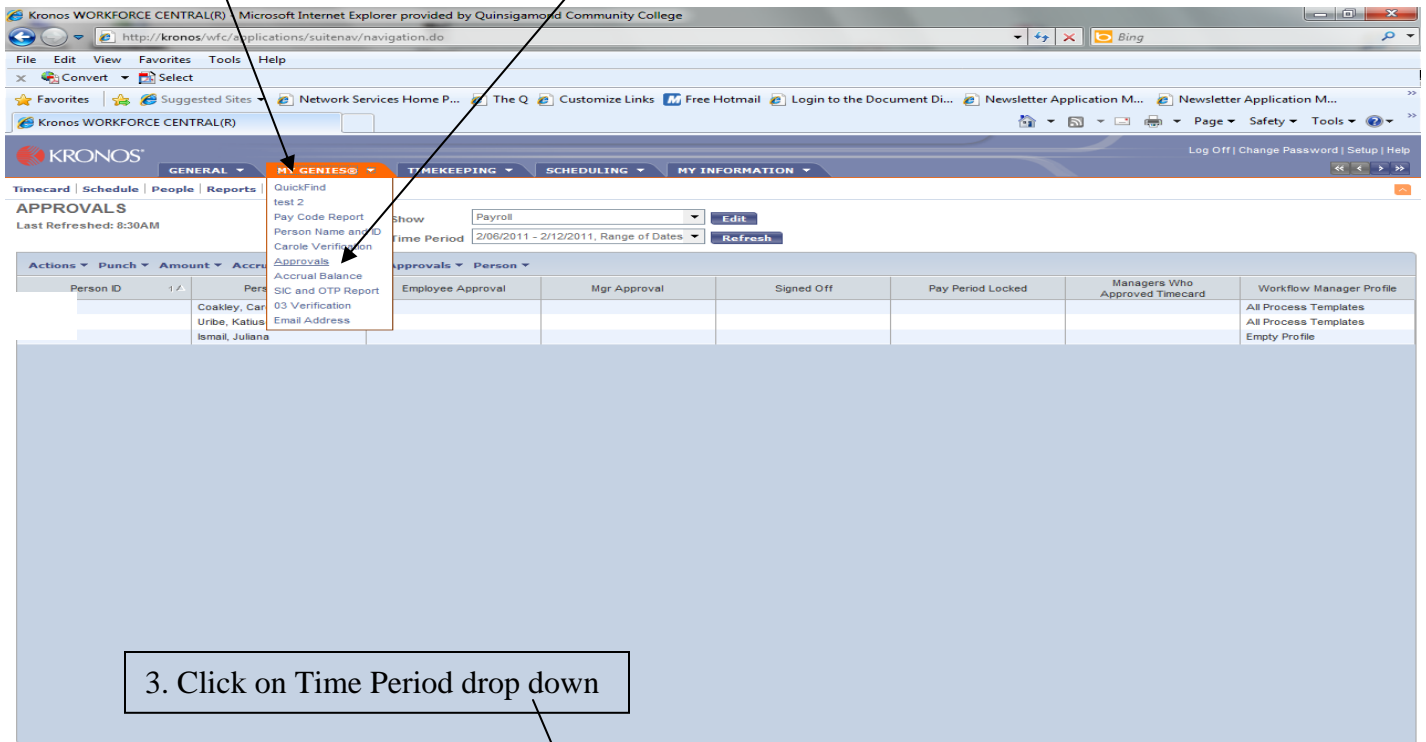 Kronos WORKFORCE CENTRAL(R) - Microsoft Internet Explorer provided by Quinsigamond Community College
http://kronos/wfc/applications/suitenav/navigation.do
Bing
File Edit View Favorites Tools Help
x Convert Select
Favorites Suggested Sites Network Services Home P... The Q Customize Links Free Hotmail Login to the Document Di... Newsletter Application M... Newsletter Application M...
Kronos WORKFORCE CENTRAL(R)
Page Safety Tools
KRONOS®
Log Off | Change Password | Setup | Help
GENERAL MY GENIES® TIMEKEEPING SCHEDULING MY INFORMATION
Timecard | Schedule | People | Reports |
QuickFind
test 2
Pay Code Report
Person Name and ID
Carole Verification
Approvals
Accrual Balance
SIC and OTP Report
03 Verification
Email Address
APPROVALS
Last Refreshed: 8:30AM
Show Payroll Edit
Time Period 2/06/2011 - 2/12/2011, Range of Dates Refresh
Actions Punch Amount Accru Approvals Person
Person ID 1 Pers Employee Approval Mgr Approval Signed Off Pay Period Locked Managers Who Approved Timecard Workflow Manager Profile
Coakley, Car All Process Templates
Uribe, Katius All Process Templates
Ismail, Juliana Empty Profile
3. Click on Time Period drop down